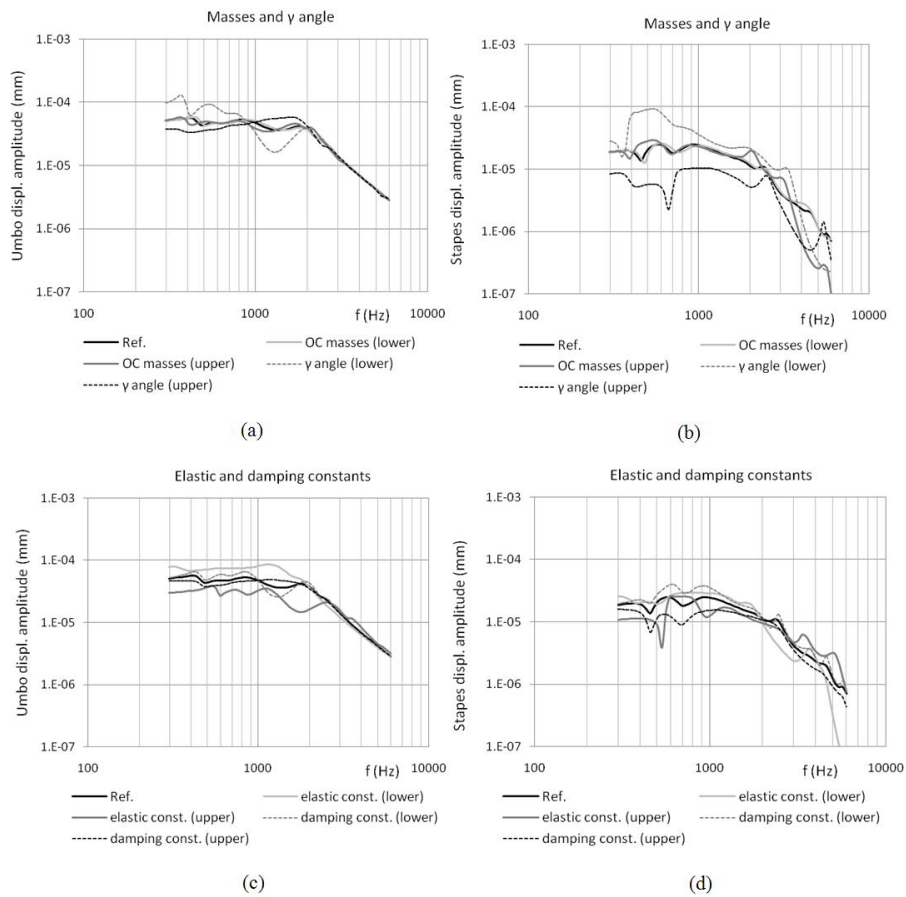 Masses and γ angle
Umbo displ. amplitude (mm)
1.E-03
1.E-04
1.E-05
1.E-06
1.E-07
100
1000
10000
f (Hz)
Ref.
OC masses (lower)
OC masses (upper)
γ angle (lower)
γ angle (upper)
(a)
Masses and γ angle
Stapes displ. amplitude (mm)
1.E-03
1.E-04
1.E-05
1.E-06
1.E-07
100
1000
10000
f (Hz)
Ref.
OC masses (lower)
OC masses (upper)
γ angle (lower)
γ angle (upper)
(b)
Elastic and damping constants
Umbo displ. amplitude (mm)
1.E-03
1.E-04
1.E-05
1.E-06
1.E-07
100
1000
10000
f (Hz)
Ref.
elastic const. (lower)
elastic const. (upper)
damping const. (lower)
damping const. (upper)
(c)
Elastic and damping constants
Stapes displ. amplitude (mm)
1.E-03
1.E-04
1.E-05
1.E-06
1.E-07
100
1000
10000
f (Hz)
Ref.
elastic const. (lower)
elastic const. (upper)
damping const. (lower)
damping const. (upper)
(d)